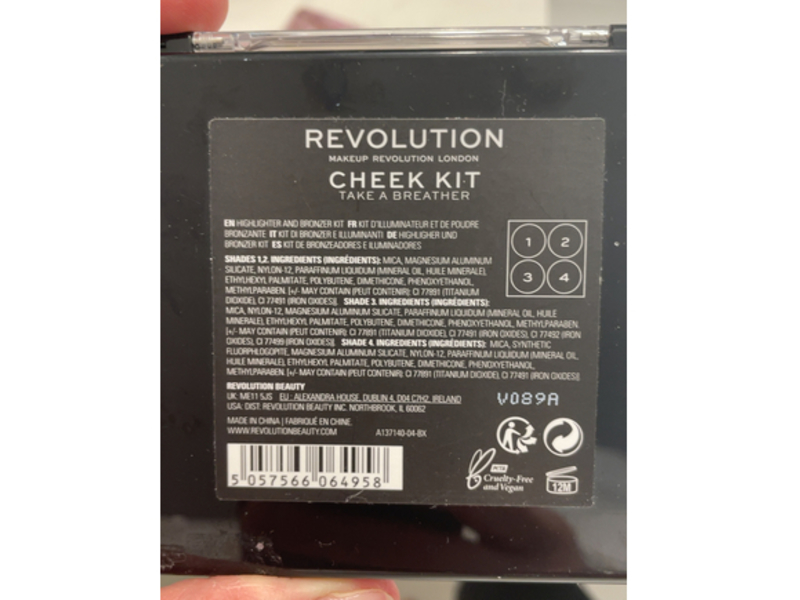 REVOLUTION
MAKEUP REVOLUTION LONDON
CHEEK KIT
TAKE A BREATHER
EN HIGHLIGHTER AND BRONZER KIT FR KIT D'ILLUMINATEUR ET DE POUDRE
BRONZANTE IT KIT DI BRONZER E ILLUMINANTI DE HIGHLIGHER UND
BRONZER KIT ES KIT DE BRONZEADORES E ILUMINADORES
1 2
3 4
SHADES 1,2. INGREDIENTS (INGRÉDIENTS): MICA, MAGNESIUM ALUMINUM
SILICATE, NYLON-12, PARAFFINUM LIQUIDUM (MINERAL OIL, HUILE MINERALE),
ETHYLHEXYL PALMITATE, POLYBUTENE, DIMETHICONE, PHENOXYETHANOL,
METHYLPARABEN. [+/- MAY CONTAIN (PEUT CONTENIR): CI 77891 (TITANIUM
DIOXIDE), CI 77491 (IRON OXIDES)]. SHADE 3. INGREDIENTS (INGRÉDIENTS):
MICA, NYLON-12, MAGNESIUM ALUMINUM SILICATE, PARAFFINUM LIQUIDUM (MINERAL OIL, HUILE
MINERALE), ETHYLHEXYL PALMITATE, POLYBUTENE, DIMETHICONE, PHENOXYETHANOL, METHYLPARABEN.
[+/- MAY CONTAIN (PEUT CONTENIR): CI 77891 (TITANIUM DIOXIDE), CI 77491 (IRON OXIDES), CI 77492 (IRON
OXIDES), CI 77499 (IRON OXIDES)]. SHADE 4. INGREDIENTS (INGRÉDIENTS): MICA, SYNTHETIC
FLUORPHLOGOPITE, MAGNESIUM ALUMINUM SILICATE, NYLON-12, PARAFFINUM LIQUIDUM (MINERAL OIL,
HUILE MINERALE), ETHYLHEXYL PALMITATE, POLYBUTENE, DIMETHICONE, PHENOXYETHANOL,
METHYLPARABEN. [+/- MAY CONTAIN (PEUT CONTENIR): CI 77891 (TITANIUM DIOXIDE), CI 77491 (IRON OXIDES)]
REVOLUTION BEAUTY
UK: ME11 5JS EU : ALEXANDRA HOUSE, DUBLIN 4, D04 C7H2, IRELAND
USA: DIST. REVOLUTION BEAUTY INC. NORTHBROOK, IL 60062
V089A
MADE IN CHINA | FABRIQUÉ EN CHINE.
WWW.REVOLUTIONBEAUTY.COM A137140-04-BX
5 057566 064958
PETA
Cruelty-Free
and Vegan
12M